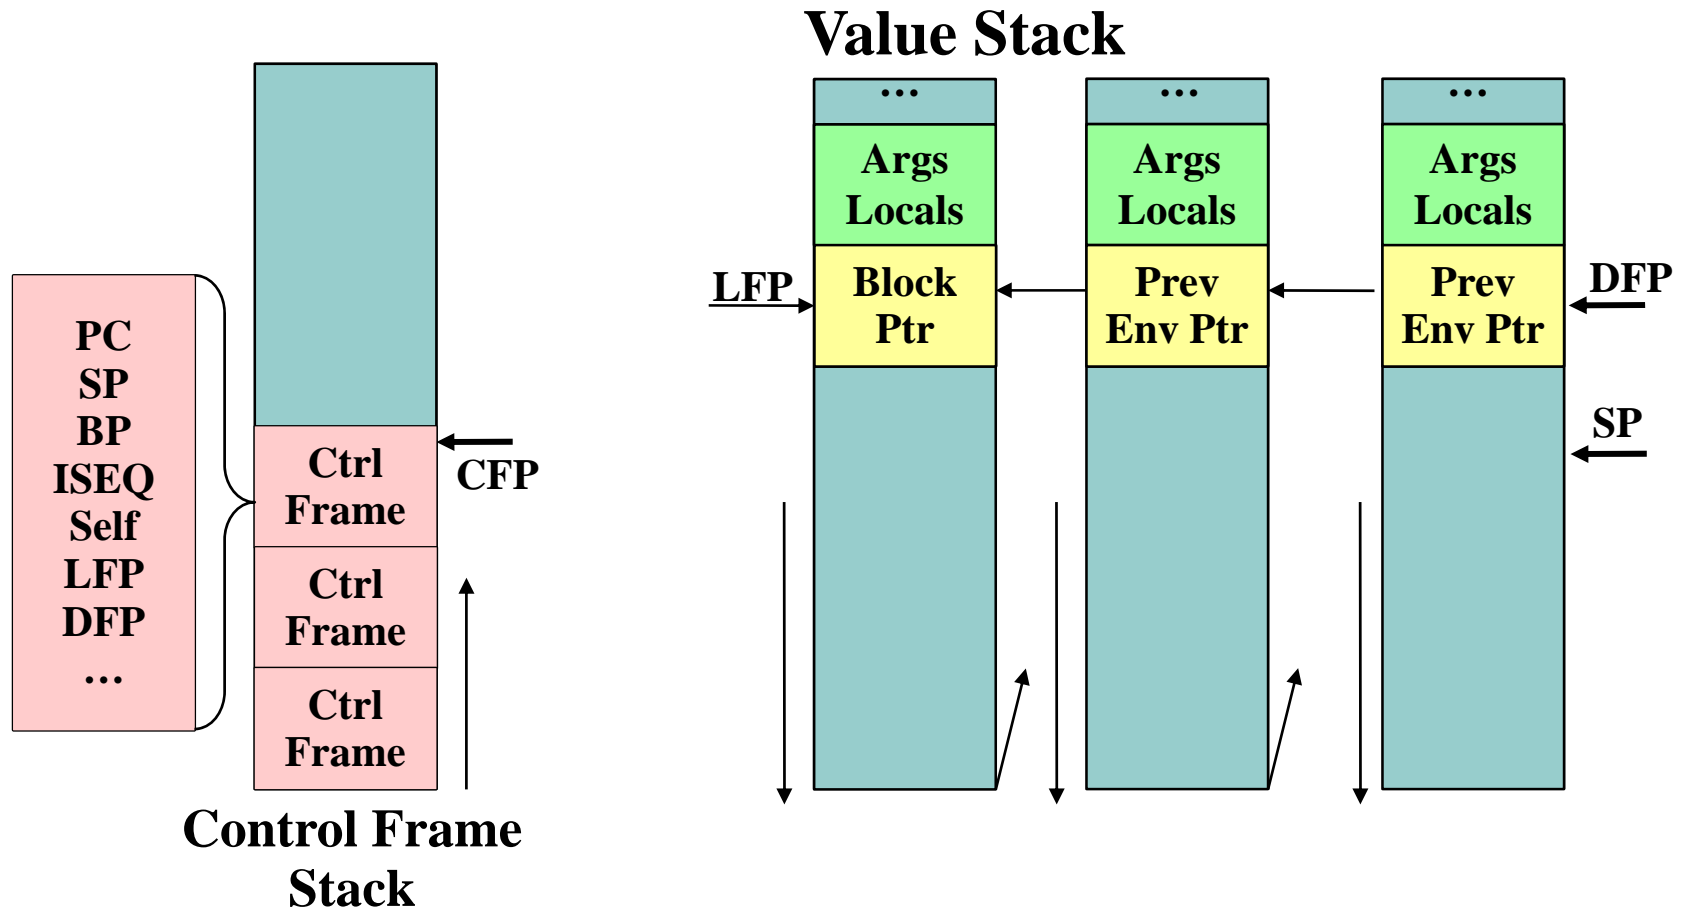 Value Stack
PC
SP
BP
ISEQ
Self
LFP
DFP
...
Ctrl
Frame
Ctrl
Frame
Ctrl
Frame
CFP
Control Frame
Stack
LFP
...
Args
Locals
Block
Ptr
...
Args
Locals
Prev
Env Ptr
...
Args
Locals
Prev
Env Ptr
DFP
SP